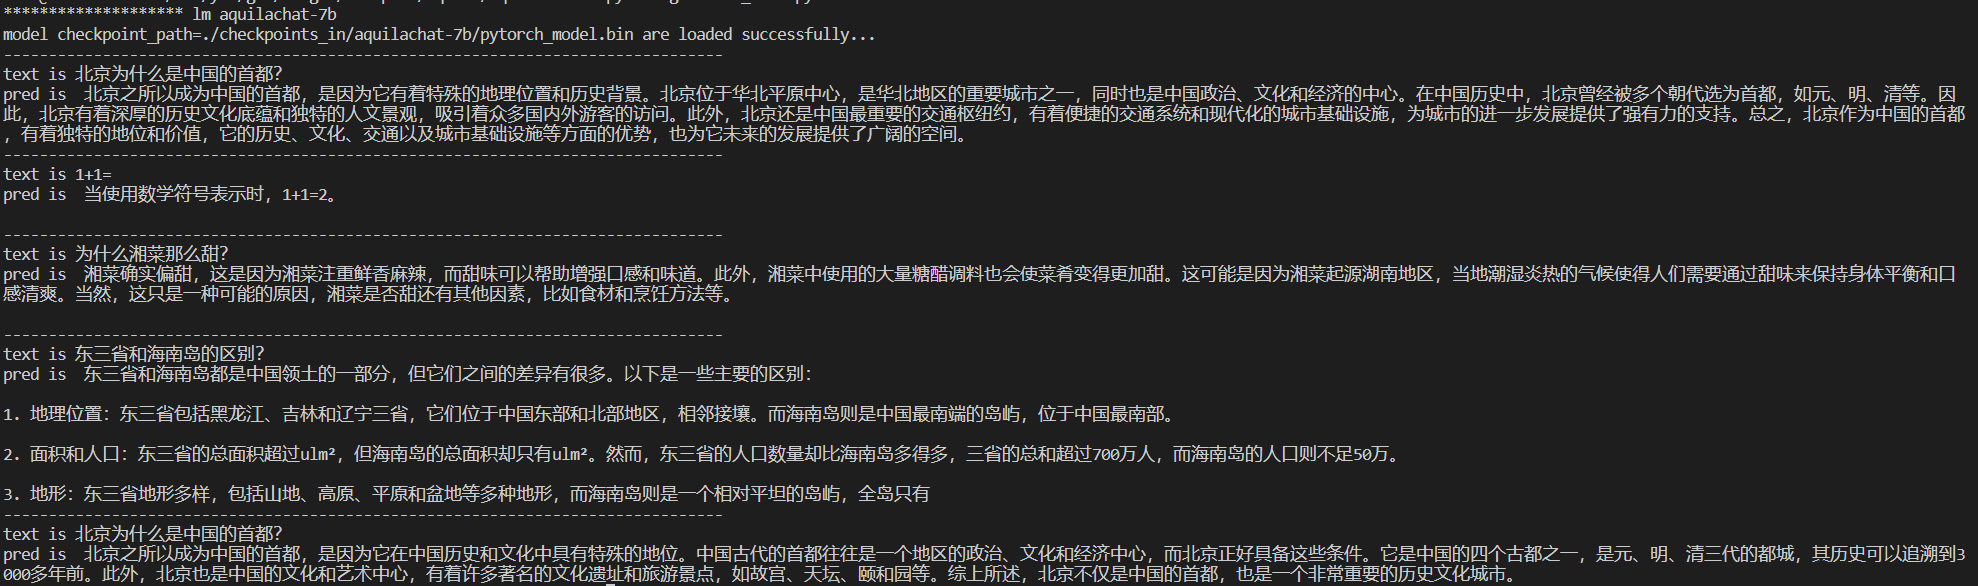 ******************** lm aquilachat-7b
model checkpoint_path=./checkpoints_in/aquilachat-7b/pytorch_model.bin are loaded successfully...
--------------------------------------------------------------------------------
text is 北京为什么是中国的首都?
pred is  北京之所以成为中国的首都，是因为它有着特殊的地理位置和历史背景。北京位于华北平原中心，是华北地区的重要城市之一，同时也是中国政治、文化和经济的中心。在中国历史中，北京曾经被多个朝代选为首都，如元、明、清等。因
此，北京有着深厚的历史文化底蕴和独特的人文景观，吸引着众多国内外游客的访问。此外，北京还是中国最重要的交通枢纽约，有着便捷的交通系统和现代化的城市基础设施，为城市的进一步发展提供了强有力的支持。总之，北京作为中国的首都
，有着独特的地位和价值，它的历史、文化、交通以及城市基础设施等方面的优势，也为它未来的发展提供了广阔的空间。
--------------------------------------------------------------------------------
text is 1+1=
pred is  当使用数学符号表示时，1+1=2。
--------------------------------------------------------------------------------
text is 为什么湘菜那么甜?
pred is  湘菜确实偏甜，这是因为湘菜注重鲜香麻辣，而甜味可以帮助增强口感和味道。此外，湘菜中使用的大量糖醋调料也会使菜肴变得更加甜。这可能是因为湘菜起源湖南地区，当地潮湿炎热的气候使得人们需要通过甜味来保持身体平衡和口
感清爽。当然，这只是一种可能的原因，湘菜是否甜还有其他因素，比如食材和烹饪方法等。
--------------------------------------------------------------------------------
text is 东三省和海南岛的区别?
pred is  东三省和海南岛都是中国领土的一部分，但它们之间的差异有很多。以下是一些主要的区别：
1. 地理位置：东三省包括黑龙江、吉林和辽宁三省，它们位于中国东部和北部地区，相邻接壤。而海南岛则是中国最南端的岛屿，位于中国最南部。
2. 面积和人口：东三省的总面积超过ulm²，但海南岛的总面积却只有ulm²。然而，东三省的人口数量却比海南岛多得多，三省的总和超过700万人，而海南岛的人口则不足50万。
3. 地形：东三省地形多样，包括山地、高原、平原和盆地等多种地形，而海南岛则是一个相对平坦的岛屿，全岛只有
--------------------------------------------------------------------------------
text is 北京为什么是中国的首都?
pred is  北京之所以成为中国的首都，是因为它在中国历史和文化中具有特殊的地位。中国古代的首都往往是一个地区的政治、文化和经济中心，而北京正好具备这些条件。它是中国的四个古都之一，是元、明、清三代的都城，其历史可以追溯到3
000多年前。此外，北京也是中国的文化和艺术中心，有着许多著名的文化遗址和旅游景点，如故宫、天坛、颐和园等。综上所述，北京不仅是中国的首都，也是一个非常重要的历史文化城市。